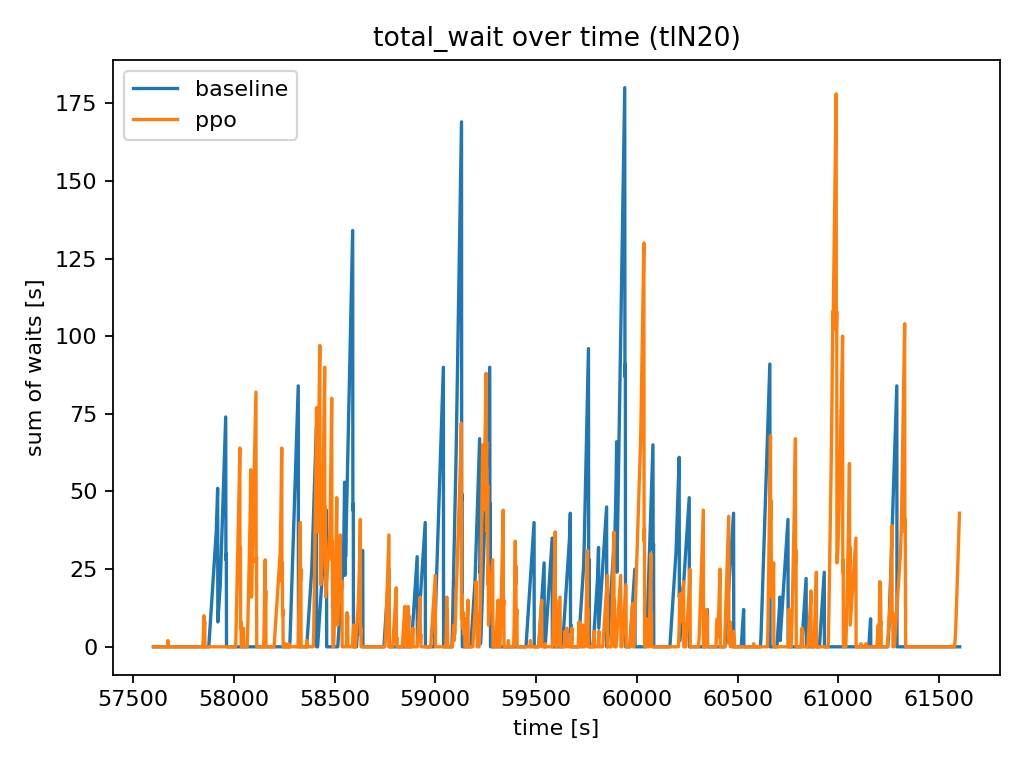 total_wait over time (tlN20)
baseline
ppo
175
150
125
100
75
50
25
0
sum of waits [s]
57500 58000 58500 59000 59500 60000 60500 61000 61500
time [s]